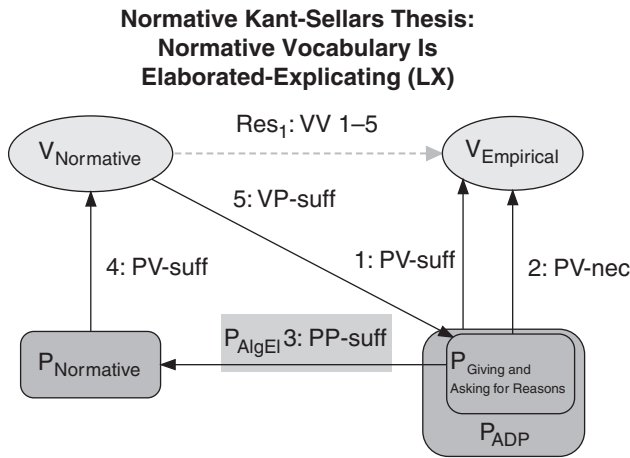 Normative Kant-Sellars Thesis:
Normative Vocabulary Is
Elaborated-Explicating (LX)
Res1: VV 1–5
VNormative
VEmpirical
5: VP-suff
4: PV-suff
1: PV-suff
2: PV-nec
PAlgEl 3: PP-suff
PNormative
PGiving and
Asking for Reasons
PADP